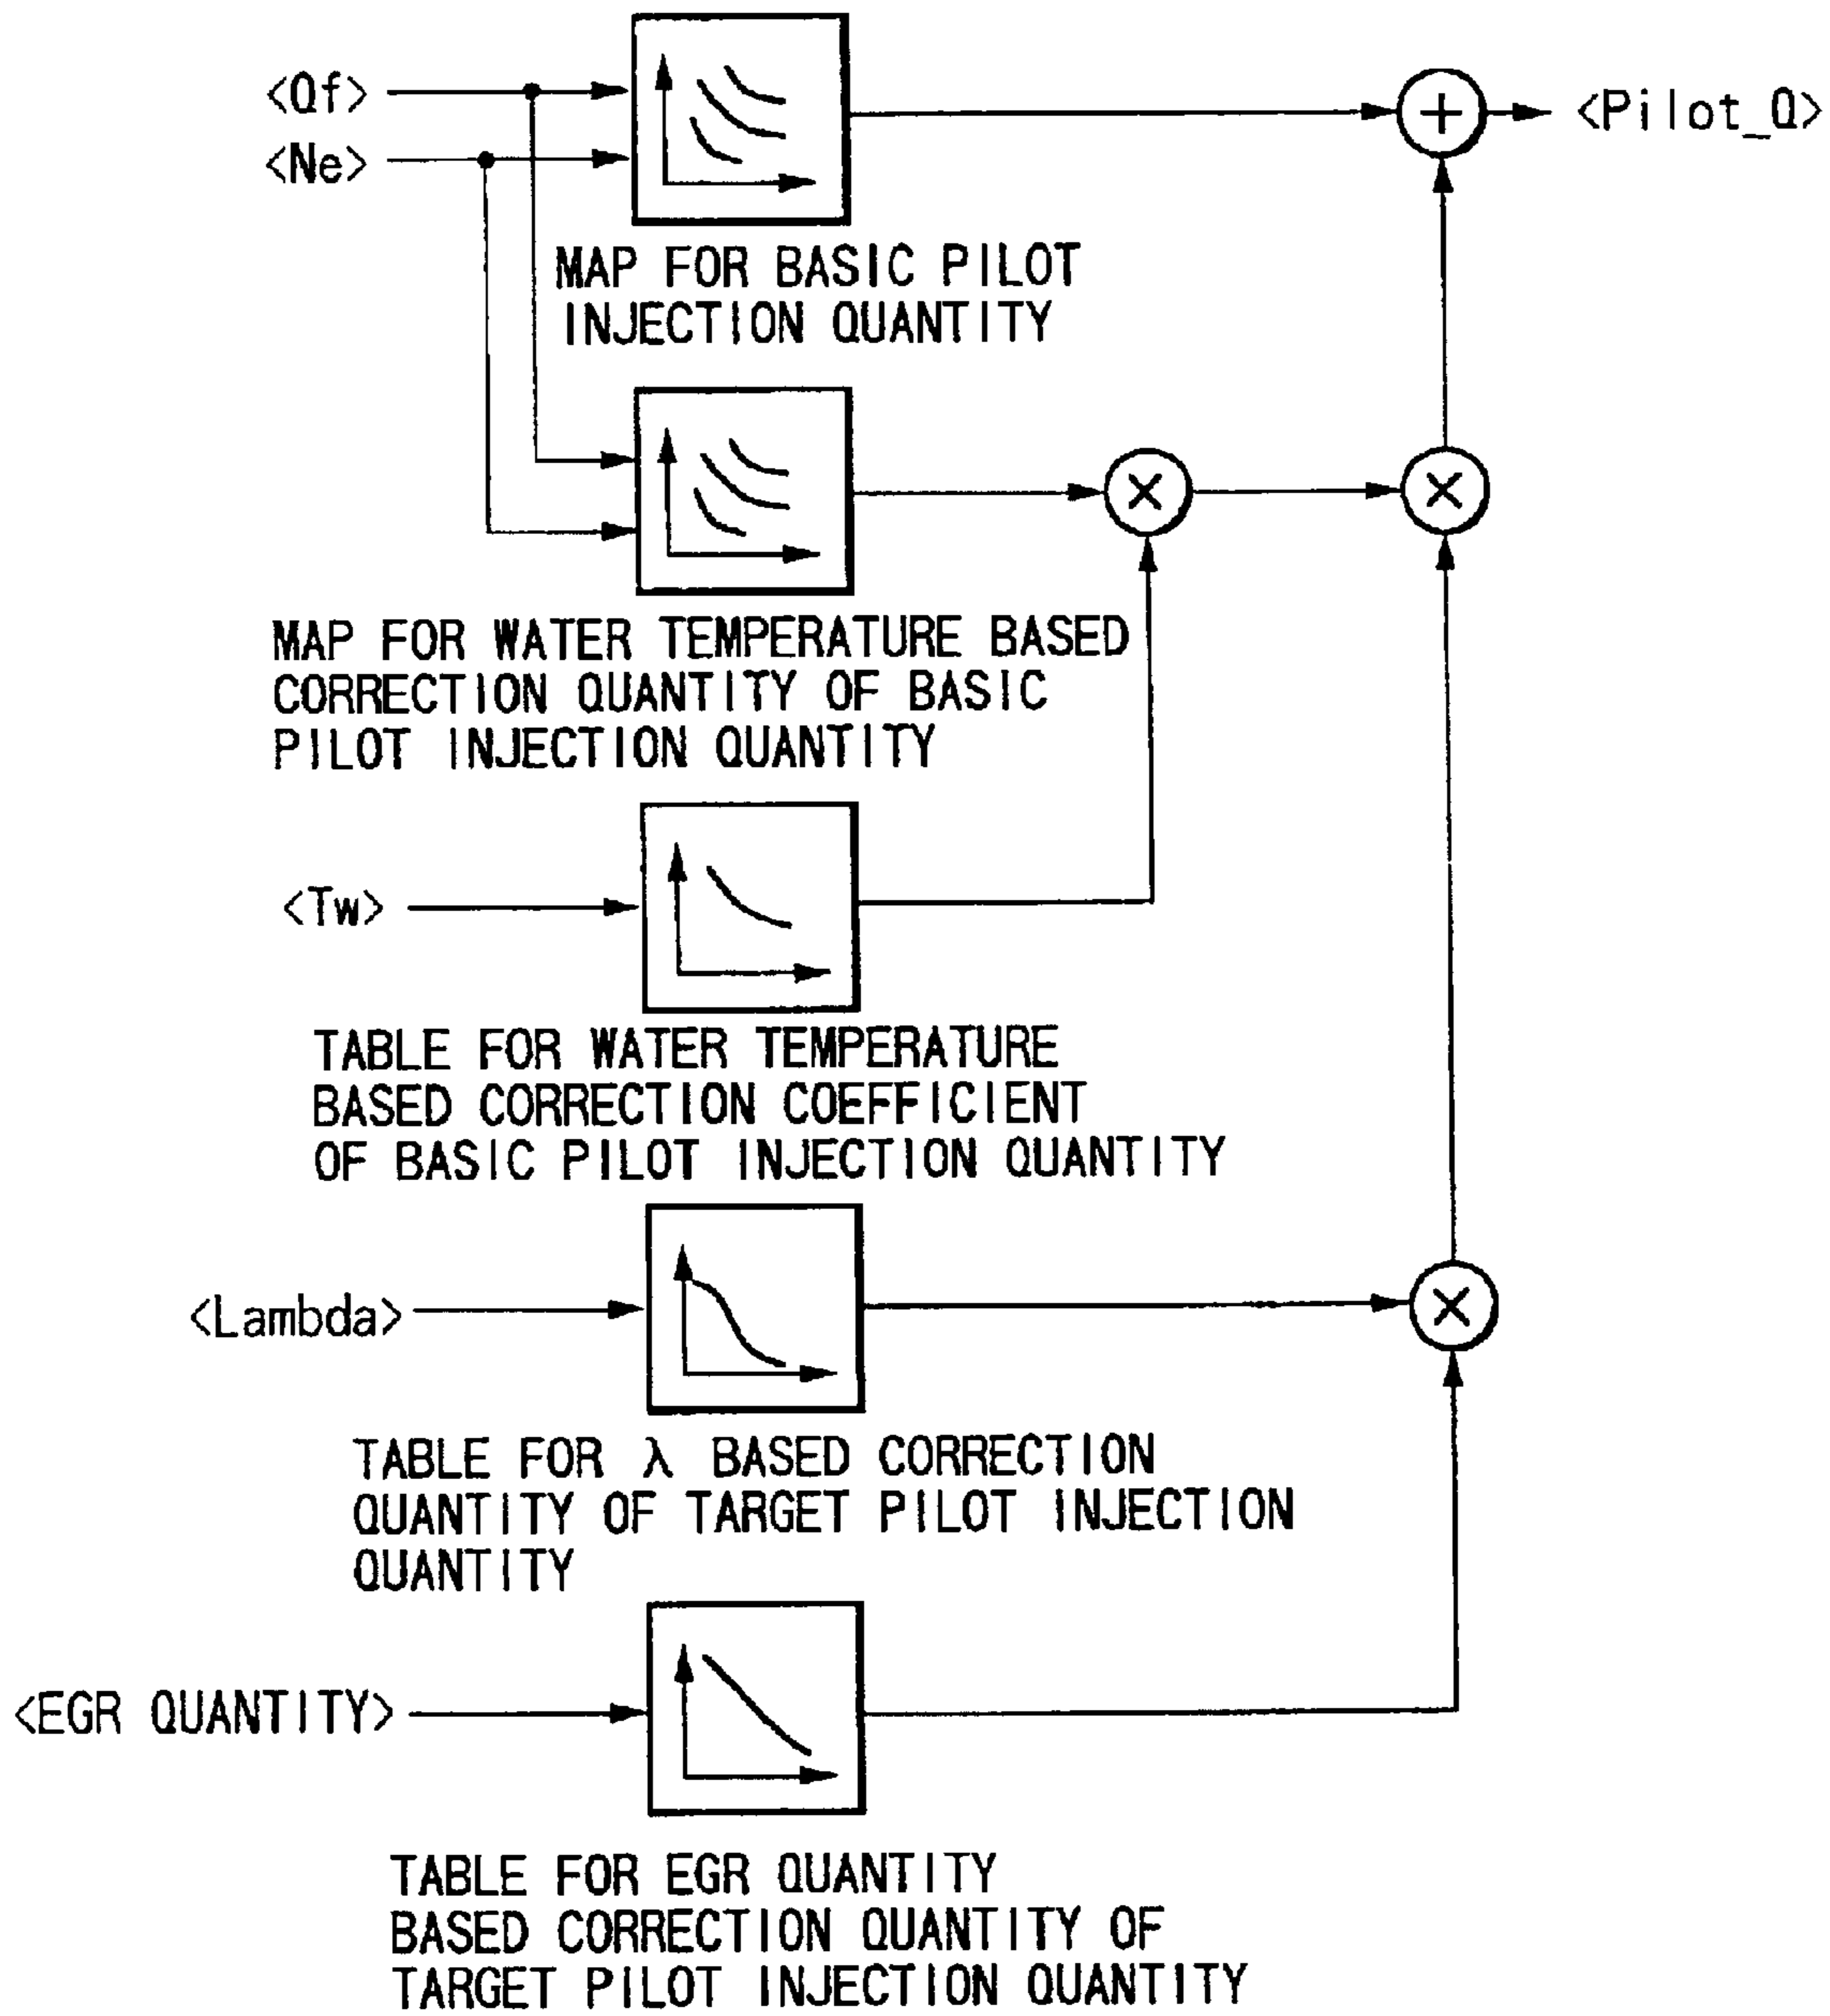 <Qf>
<Ne>
+
<Pilot_Q>
MAP FOR BASIC PILOT
INJECTION QUANTITY
×
×
MAP FOR WATER TEMPERATURE BASED
CORRECTION QUANTITY OF BASIC
PILOT INJECTION QUANTITY
<Tw>
TABLE FOR WATER TEMPERATURE
BASED CORRECTION COEFFICIENT
OF BASIC PILOT INJECTION QUANTITY
<Lambda>
×
TABLE FOR λ BASED CORRECTION
QUANTITY OF TARGET PILOT INJECTION
QUANTITY
<EGR QUANTITY>
TABLE FOR EGR QUANTITY
BASED CORRECTION QUANTITY OF
TARGET PILOT INJECTION QUANTITY